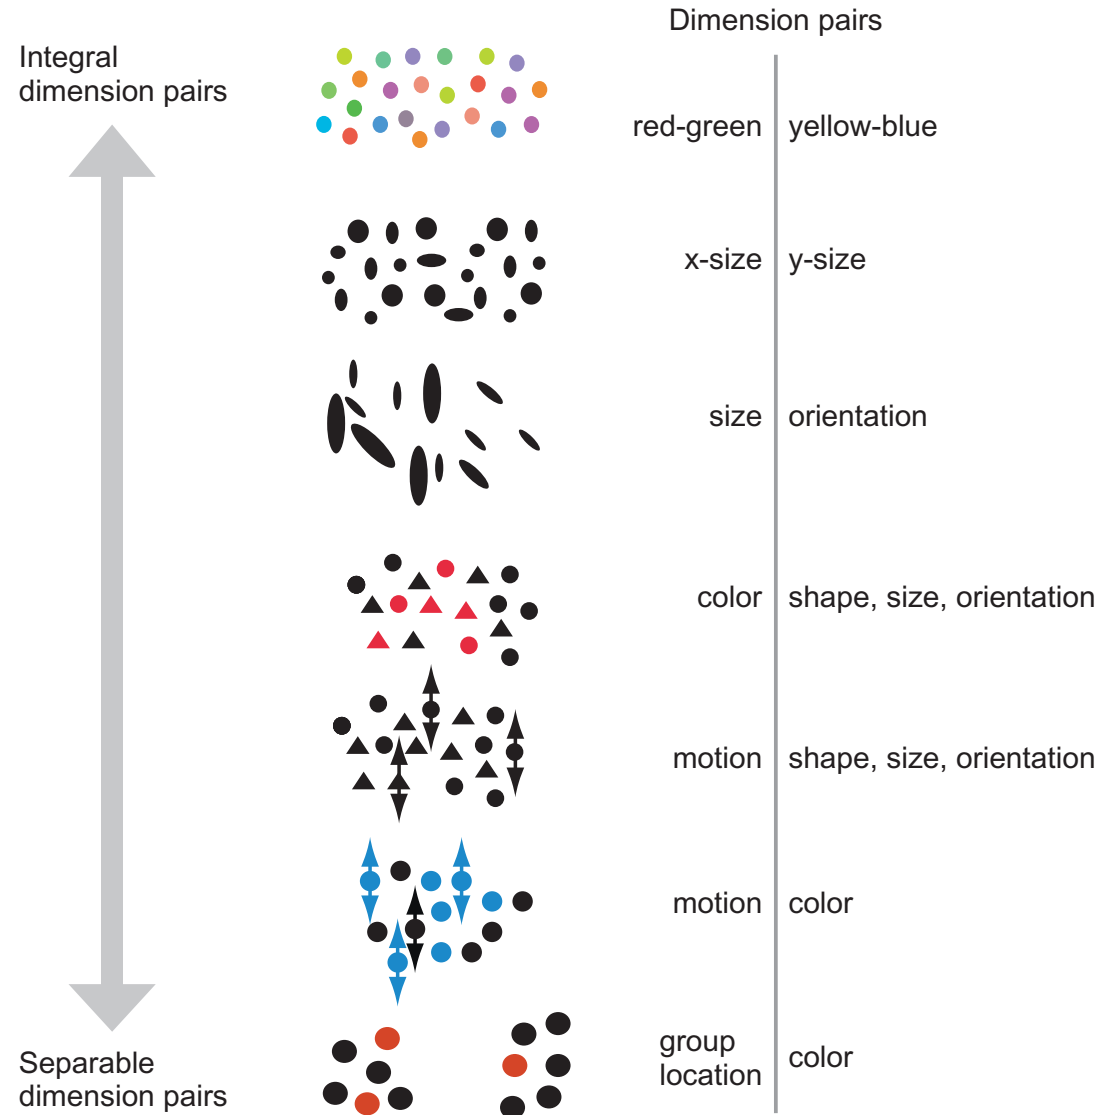 Dimension pairs
Integral
dimension pairs
red-green yellow-blue
x-size y-size
size orientation
color shape, size, orientation
motion shape, size, orientation
motion color
group
location color
Separable
dimension pairs